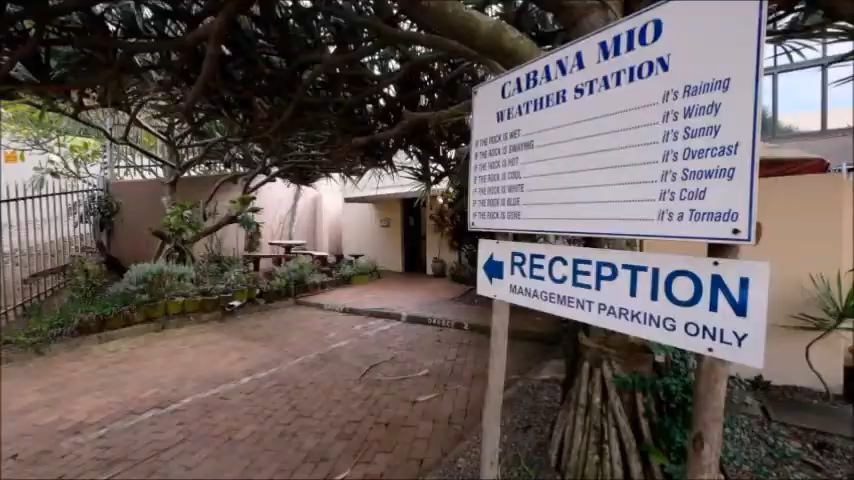 CABANA MIO
WEATHER STATION
IF THE ROCK IS WET it's Raining
IF THE ROCK IS SWAYING it's Windy
IF THE ROCK IS HOT it's Sunny
IF THE ROCK IS COOL it's Overcast
IF THE ROCK IS WHITE it's Snowing
IF THE ROCK IS BLUE it's Cold
IF THE ROCK IS GONE it's a Tornado
RECEPTION
MANAGEMENT PARKING ONLY